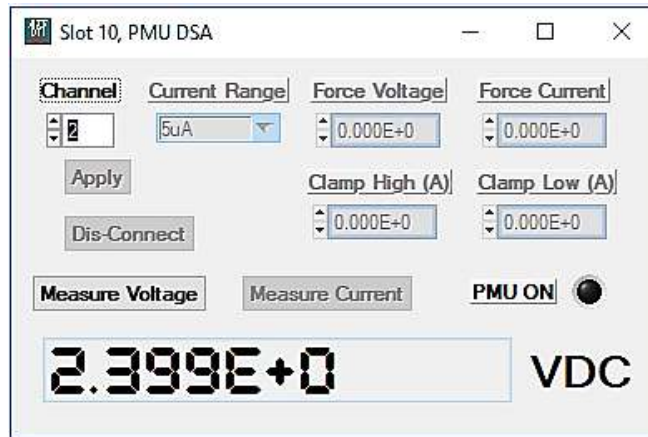 Slot 10, PMU DSA
Channel Current Range Force Voltage Force Current
2 5uA 0.000E+0 0.000E+0
Apply
Clamp High (A) Clamp Low (A)
Dis-Connect 0.000E+0 0.000E+0
Measure Voltage Measure Current PMU ON
2.399E+0 VDC